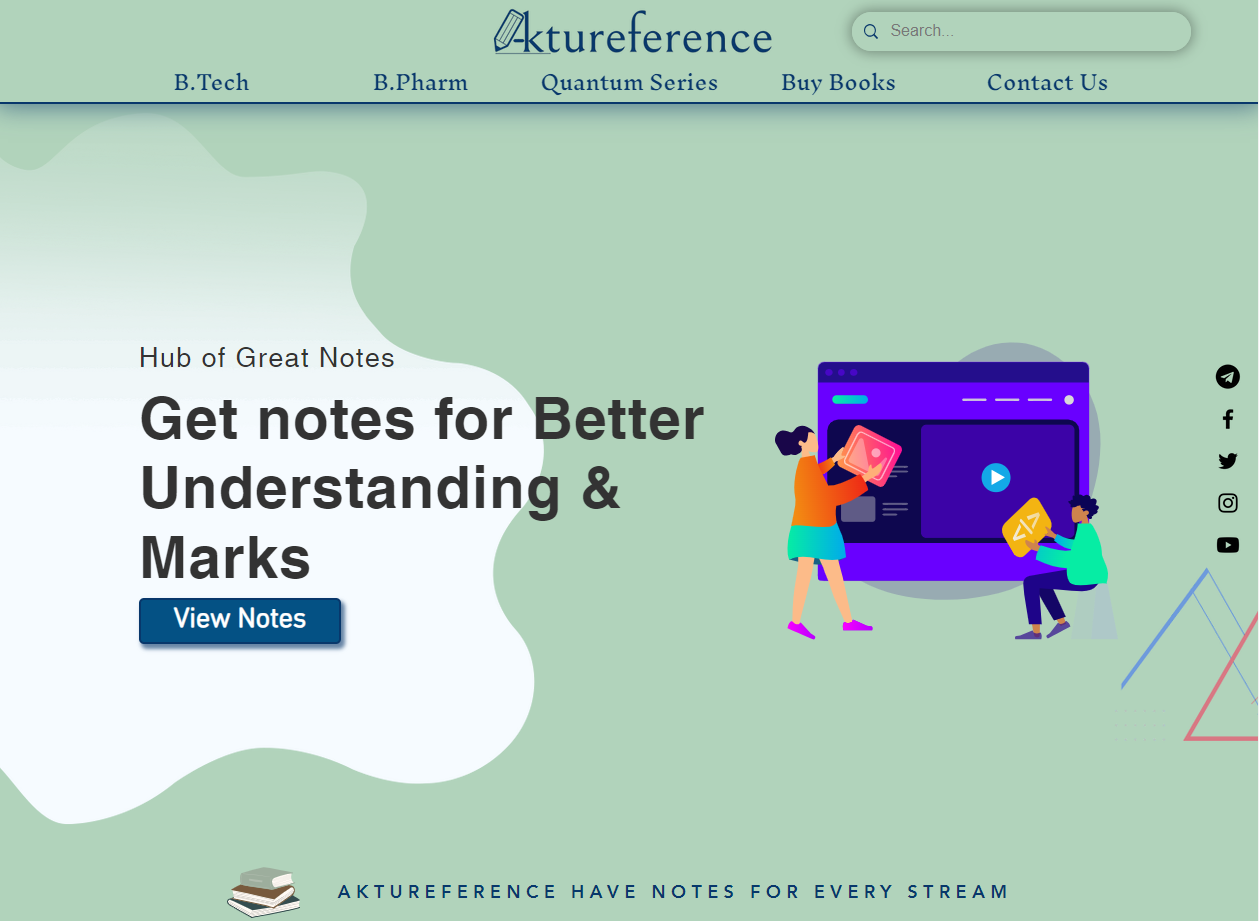 Aktureference
Search...
B.Tech
B.Pharm
Quantum Series
Buy Books
Contact Us
Hub of Great Notes
Get notes for Better
Understanding &
Marks
View Notes
</>
AKTUREFERENCE HAVE NOTES FOR EVERY STREAM